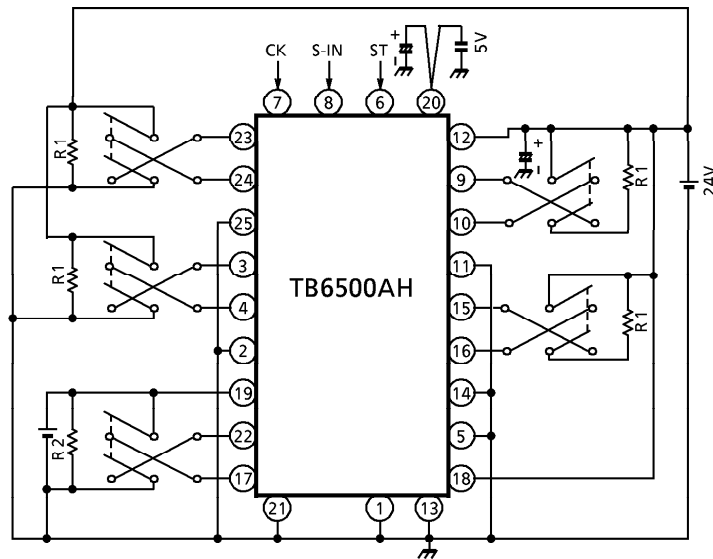 CK S-IN ST + - 5V
7 8 6 20
23 12 + -
R1 24 9 R1 24V
25 10
3 11
R1 4 TB6500AH 15 R1
2 16
19 14
R2 22 5
17 18
21 1 13